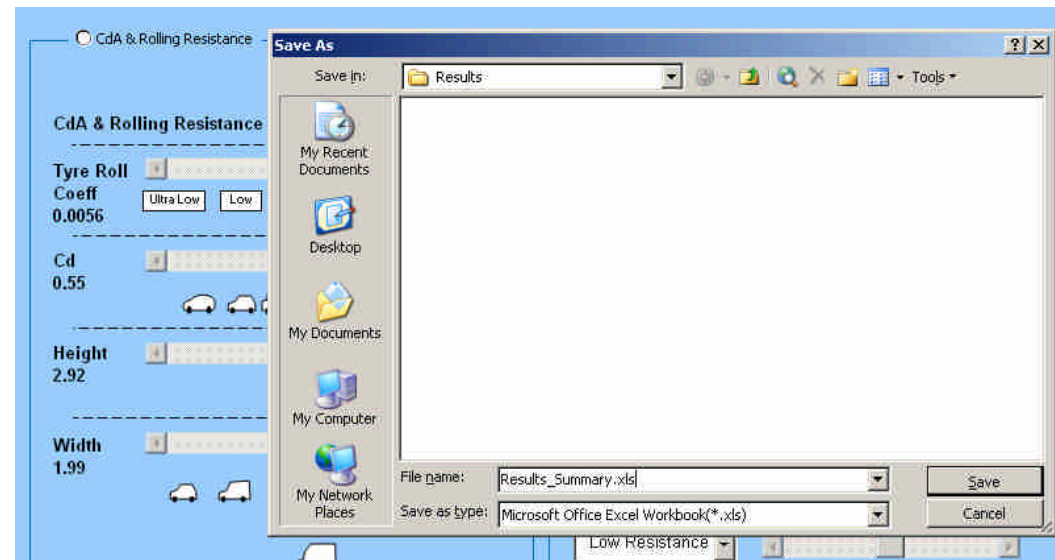 CdA & Rolling Resistance
CdA & Rolling Resistance
Tyre Roll
Coeff
0.0056
Ultra Low
Low
Cd
0.55
Height
2.92
Width
1.99
Save As
Save in:
Results
Tools
My Recent
Documents
Desktop
My Documents
My Computer
My Network
Places
File name:
Results_Summary.xls
Save
Save as type:
Microsoft Office Excel Workbook(*.xls)
Cancel
Low Resistance